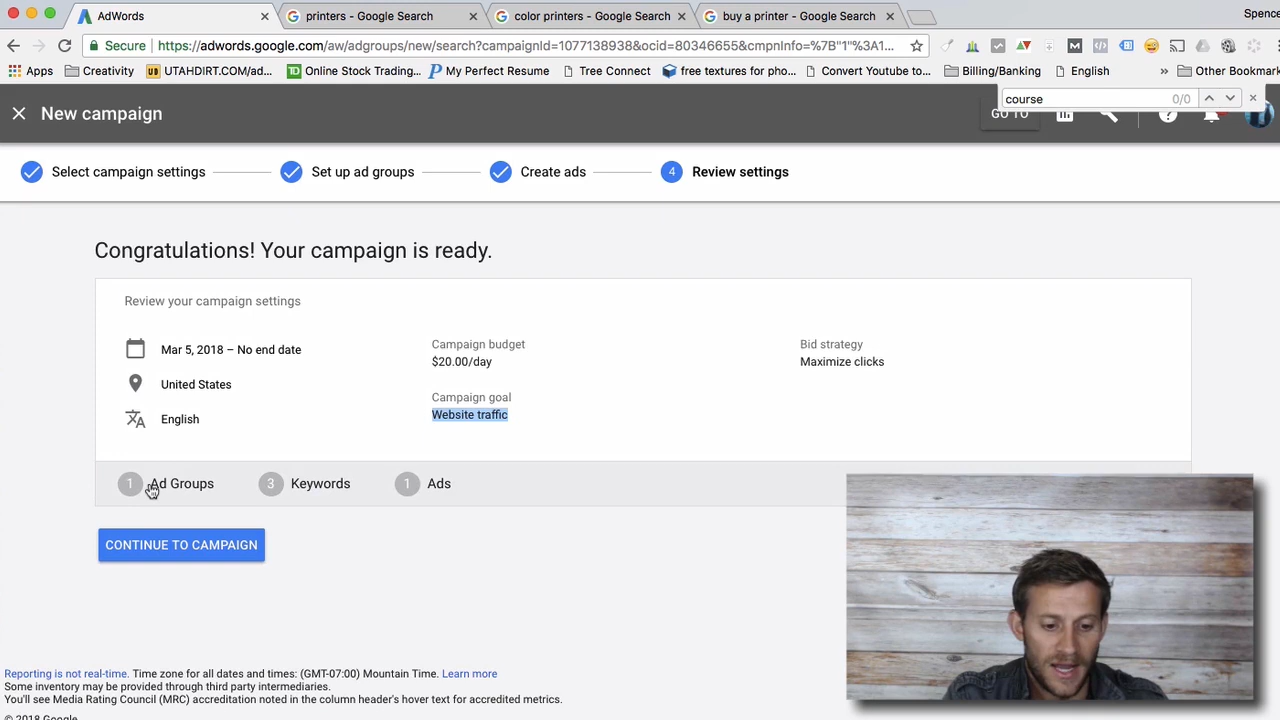 AdWords
printers - Google Search
color printers - Google Search
buy a printer - Google Search
Spence
Secure
https://adwords.google.com/aw/adgroups/new/search?campaignId=1077138938&ocid=80346655&cmpnInfo=%7B"1"%3A1...
Apps
Creativity
UTAHDIRT.COM/ad...
Online Stock Trading...
My Perfect Resume
Tree Connect
free textures for pho...
Convert Youtube to...
Billing/Banking
English
»
Other Bookmark
course
0/0
New campaign
GO TO
Select campaign settings
Set up ad groups
Create ads
4
Review settings
Congratulations! Your campaign is ready.
Review your campaign settings
Mar 5, 2018 – No end date
United States
English
Campaign budget
$20.00/day
Campaign goal
Website traffic
Bid strategy
Maximize clicks
1 Ad Groups
3 Keywords
1 Ads
CONTINUE TO CAMPAIGN
Reporting is not real-time. Time zone for all dates and times: (GMT-07:00) Mountain Time. Learn more
Some inventory may be provided through third party intermediaries.
You'll see Media Rating Council (MRC) accreditation noted in the column header's hover text for accredited metrics.
© 2018 Google